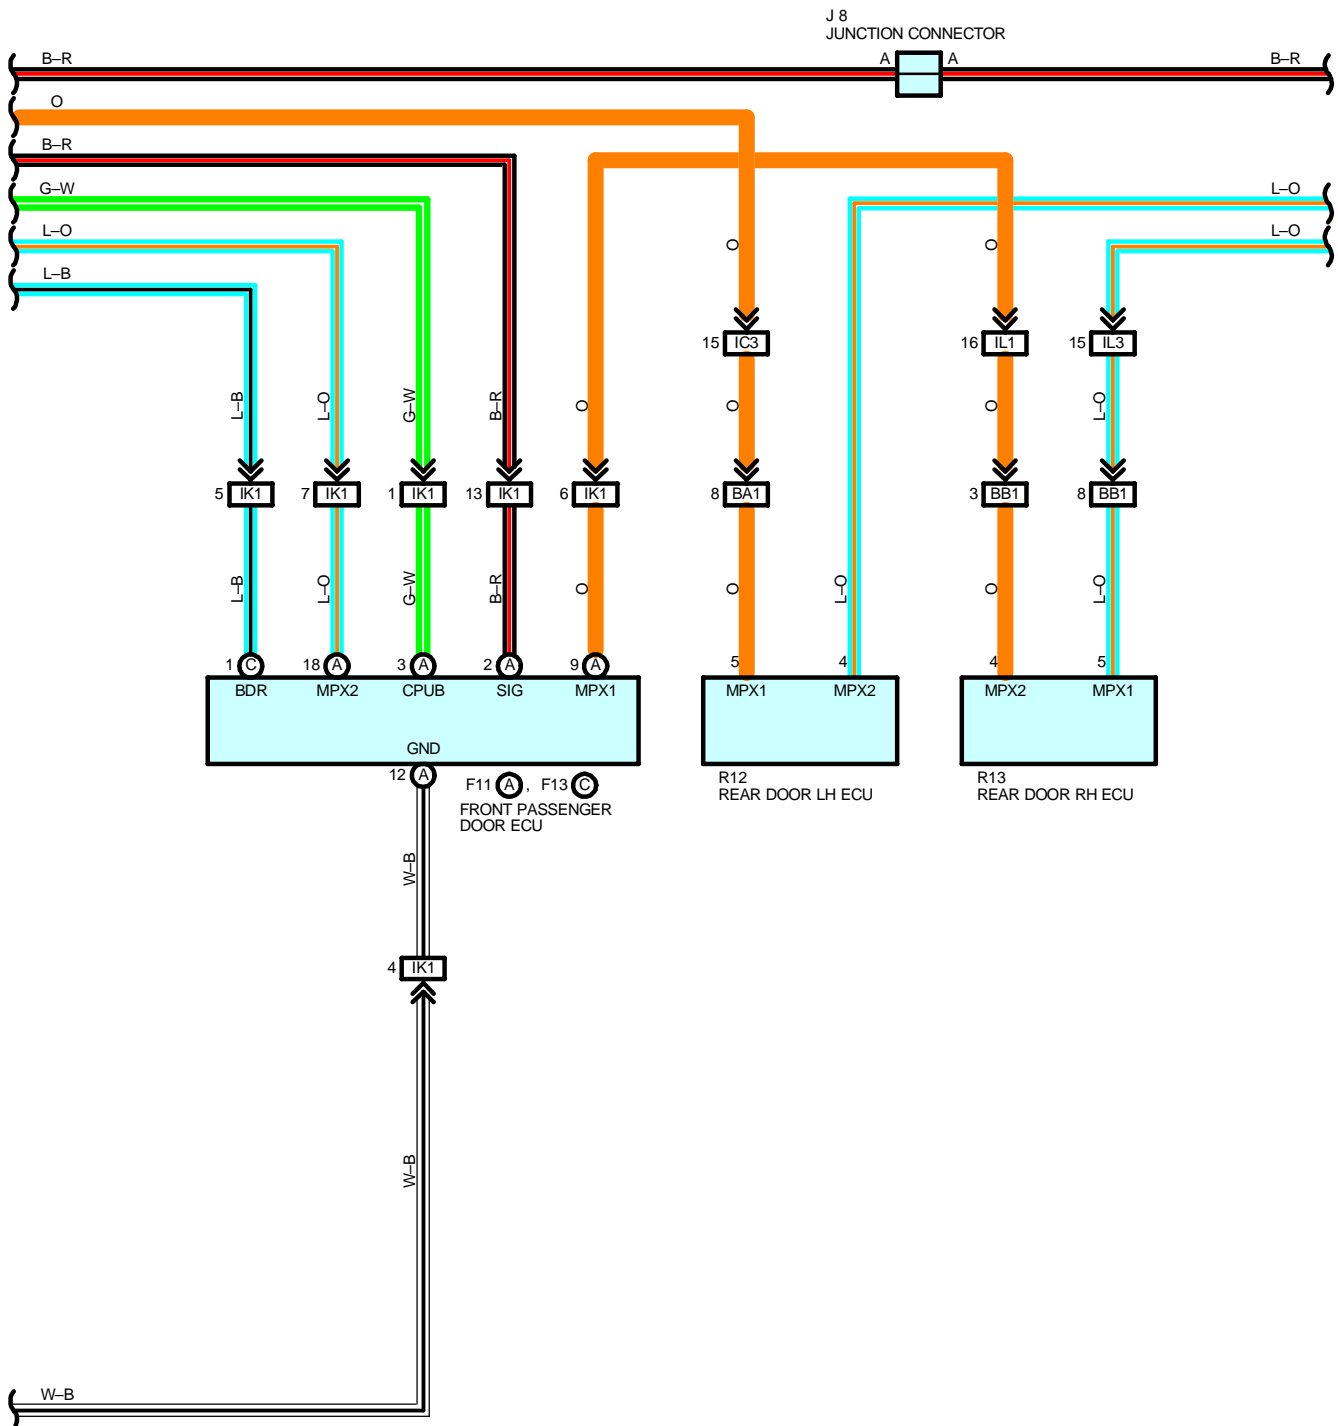 J 8
JUNCTION CONNECTOR
B–R
A
A
B–R
O
B–R
G–W
L–O
L–O
L–B
L–O
O
O
15 IC3
16 IL1
15 IL3
L–B
L–O
G–W
B–R
O
O
O
L–O
5 IK1
7 IK1
1 IK1
13 IK1
6 IK1
8 BA1
3 BB1
8 BB1
L–B
L–O
G–W
B–R
O
O
L–O
O
L–O
1 C
18 A
3 A
2 A
9 A
5
4
4
5
BDR
MPX2
CPUB
SIG
MPX1
MPX1
MPX2
MPX2
MPX1
GND
12 A
F11 A , F13 C
FRONT PASSENGER
DOOR ECU
R12
REAR DOOR LH ECU
R13
REAR DOOR RH ECU
W–B
4 IK1
W–B
W–B